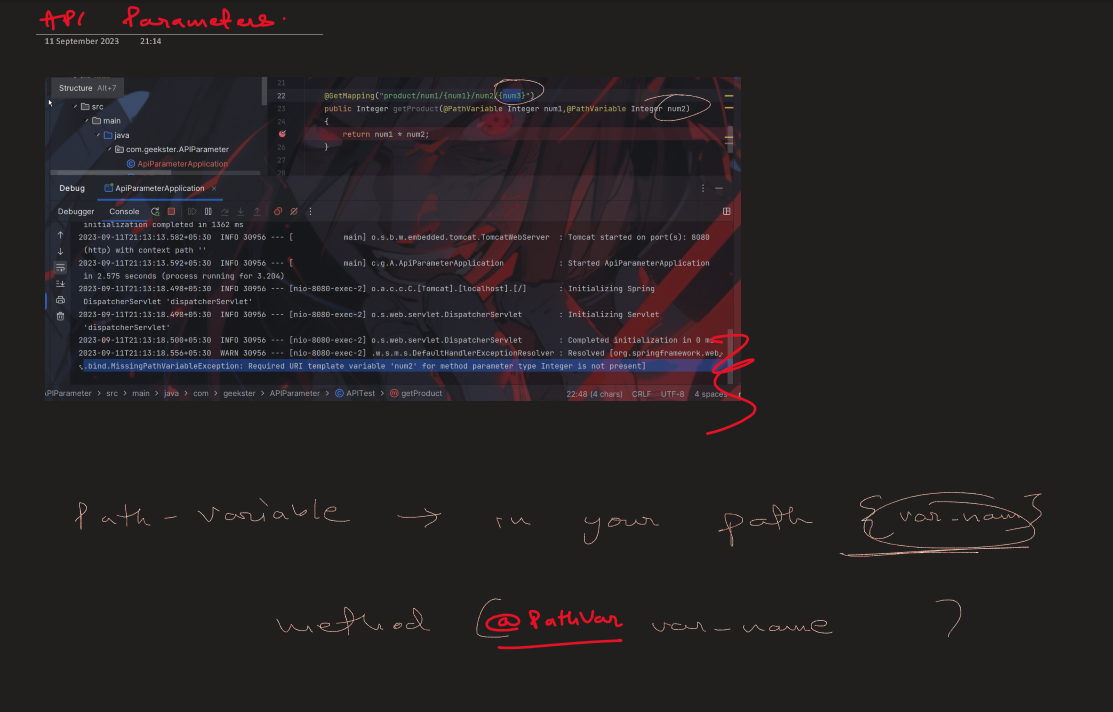 API Parameters.
11 September 2023 21:14
Structure Alt+7
src
main
java
com.geekster.APIParameter
ApiParameterApplication
21
22 @GetMapping("product/num1/{num1}/num2/{num3}")
23 public Integer getProduct(@PathVariable Integer num1,@PathVariable Integer num2)
24 {
return num1 * num2;
26 }
27
28
Debug ApiParameterApplication
Debugger Console
initialization completed in 1362 ms
2023-09-11T21:13:13.582+05:30 INFO 30956 --- [ main] o.s.b.w.embedded.tomcat.TomcatWebServer : Tomcat started on port(s): 8080
(http) with context path ''
2023-09-11T21:13:13.592+05:30 INFO 30956 --- [ main] c.g.A.ApiParameterApplication : Started ApiParameterApplication
in 2.575 seconds (process running for 3.204)
2023-09-11T21:13:18.498+05:30 INFO 30956 --- [nio-8080-exec-2] o.a.c.c.C.[Tomcat].[localhost].[/] : Initializing Spring
DispatcherServlet 'dispatcherServlet'
2023-09-11T21:13:18.498+05:30 INFO 30956 --- [nio-8080-exec-2] o.s.web.servlet.DispatcherServlet : Initializing Servlet
'dispatcherServlet'
2023-09-11T21:13:18.500+05:30 INFO 30956 --- [nio-8080-exec-2] o.s.web.servlet.DispatcherServlet : Completed initialization in 0 ms
2023-09-11T21:13:18.556+05:30 WARN 30956 --- [nio-8080-exec-2] .w.s.m.s.DefaultHandlerExceptionResolver : Resolved [org.springframework.web
.bind.MissingPathVariableException: Required URI template variable 'num2' for method parameter type Integer is not present]
APIParameter > src > main > java > com > geekster > APIParameter > APITest > getProduct 22:48 (4 chars) CRLF UTF-8 4 spaces
Path-variable → in your path {var-name}
method (@PathVar var-name )